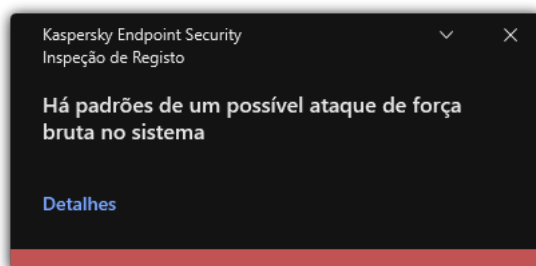 Kaspersky Endpoint Security
Inspeção de Registo
Há padrões de um possível ataque de força
bruta no sistema
Detalhes